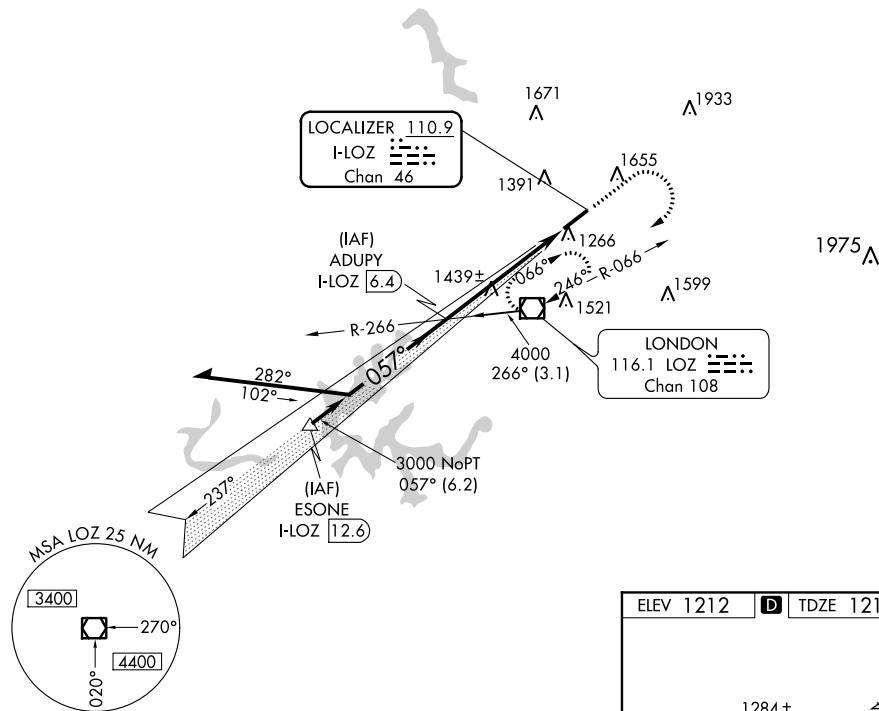 1671
1933
LOCALIZER 110.9
I-LOZ
Chan 46
1391
1655
(IAF)
ADUPY
I-LOZ 6.4
1266
1975
1439±
066°
246°
R-066
1599
1521
R-266
4000
266° (3.1)
LONDON
116.1 LOZ
Chan 108
057°
282°
102°
3000 NoPT
057° (6.2)
237°
(IAF)
ESONE
I-LOZ 12.6
MSA LOZ 25 NM
3400
270°
4400
020°
ELEV 1212 D TDZE 121
1284±